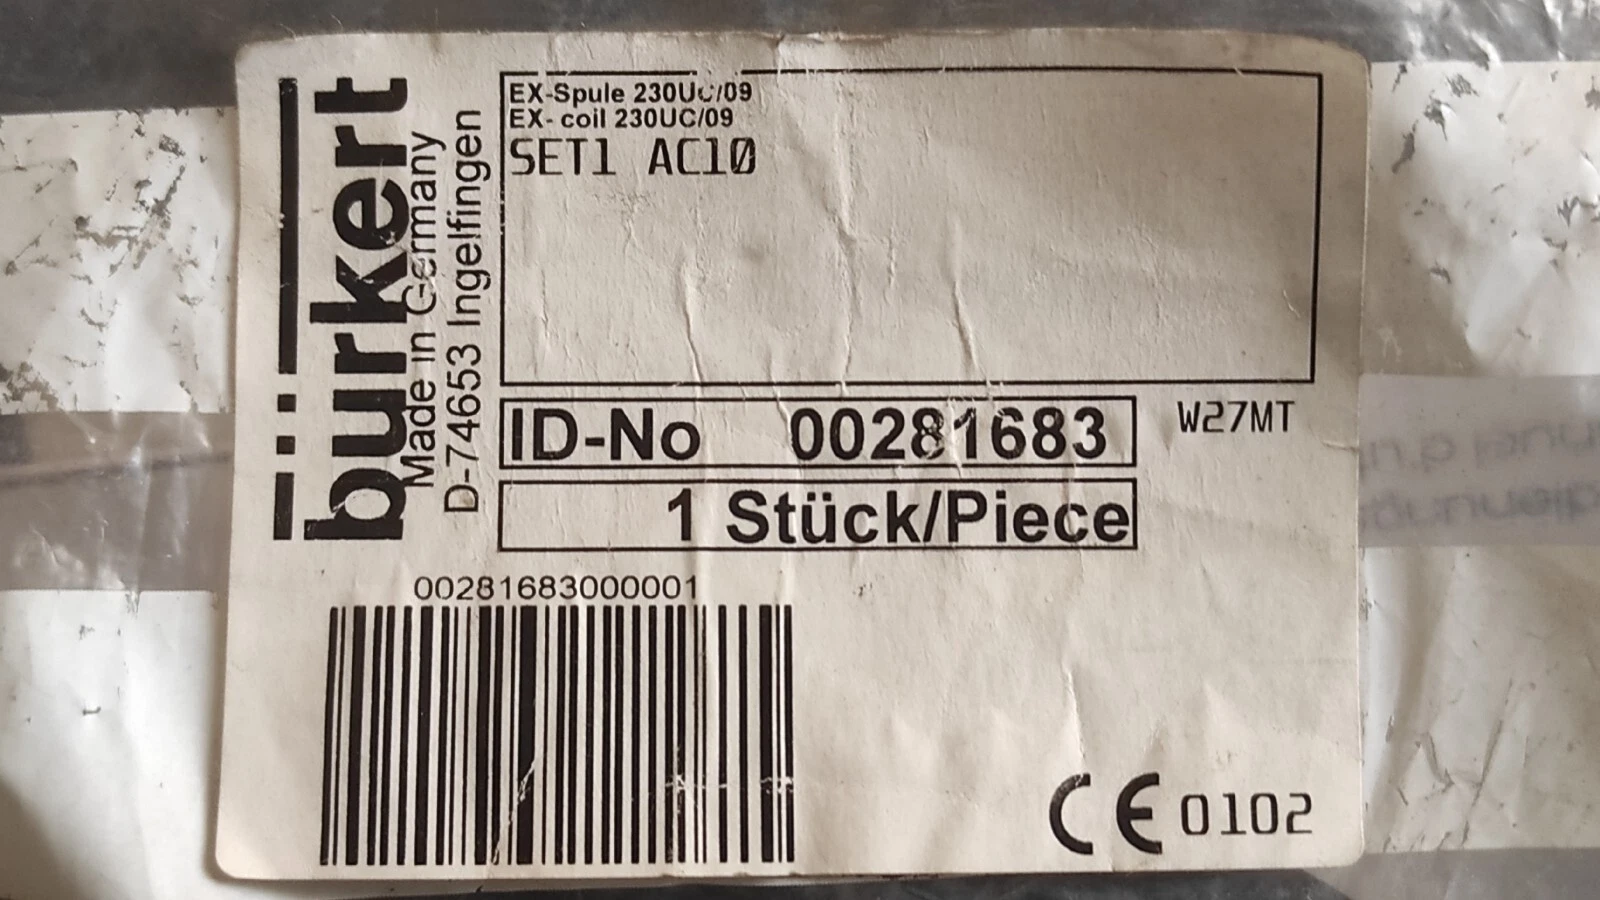 bürkert
Made in Germany
D-74653 Ingelfingen
EX-Spule 230UC/09
EX- coil 230UC/09
SET1 AC10
ID-No 00281683
W27MT
1 Stück/Piece
00281683000001
CE 0102